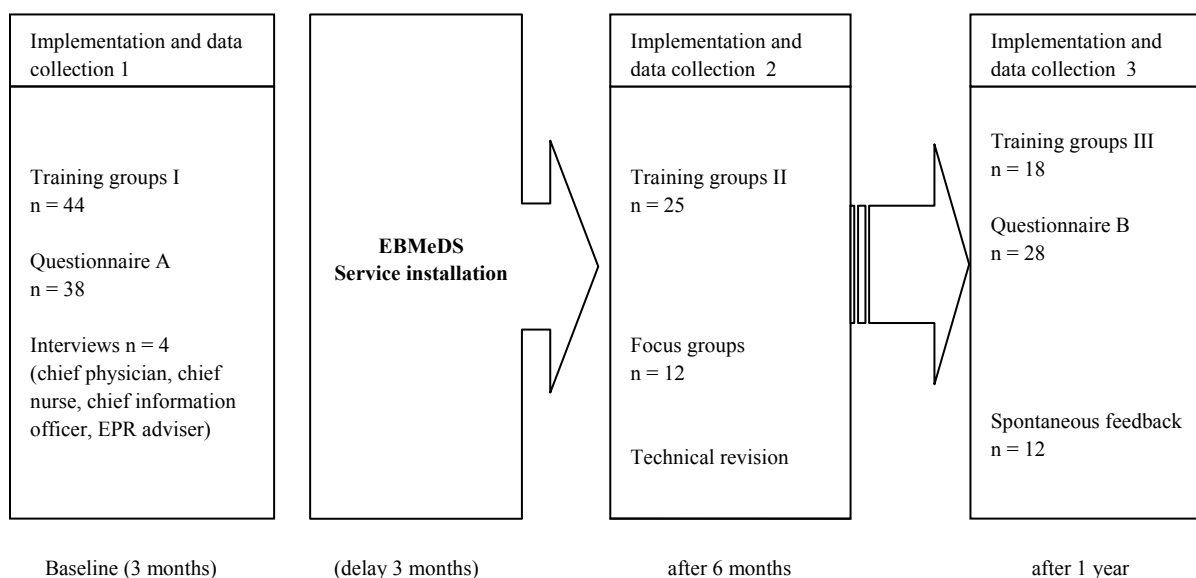 Implementation and data
collection 1
Training groups I
n = 44
Questionnaire A
n = 38
Interviews n = 4
(chief physician, chief
nurse, chief information
officer, EPR adviser)
Baseline (3 months)
EBMeDS
Service installation
(delay 3 months)
Implementation and
data collection 2
Training groups II
n = 25
Focus groups
n = 12
Technical revision
after 6 months
Implementation and
data collection 3
Training groups III
n = 18
Questionnaire B
n = 28
Spontaneous feedback
n = 12
after 1 year